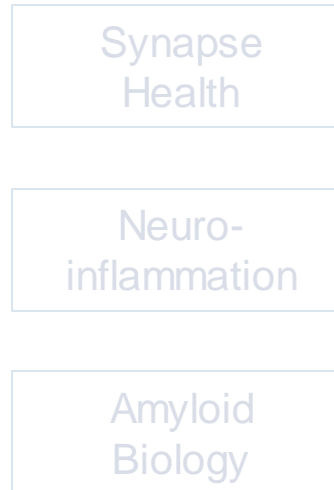 Synapse
Health
Neuro-
inflammation
Amyloid
Biology